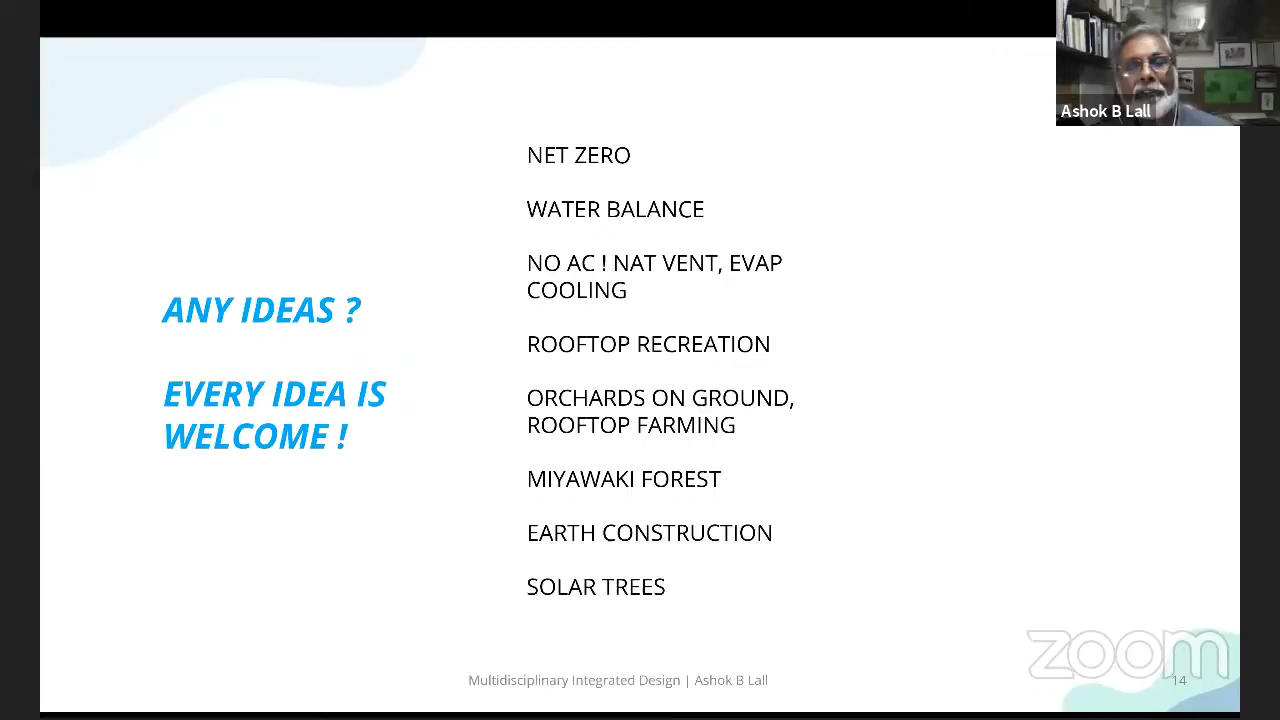 Ashok B Lall
ANY IDEAS ?
EVERY IDEA IS
WELCOME !
NET ZERO
WATER BALANCE
NO AC ! NAT VENT, EVAP
COOLING
ROOFTOP RECREATION
ORCHARDS ON GROUND,
ROOFTOP FARMING
MIYAWAKI FOREST
EARTH CONSTRUCTION
SOLAR TREES
Multidisciplinary Integrated Design | Ashok B Lall
14
zoom